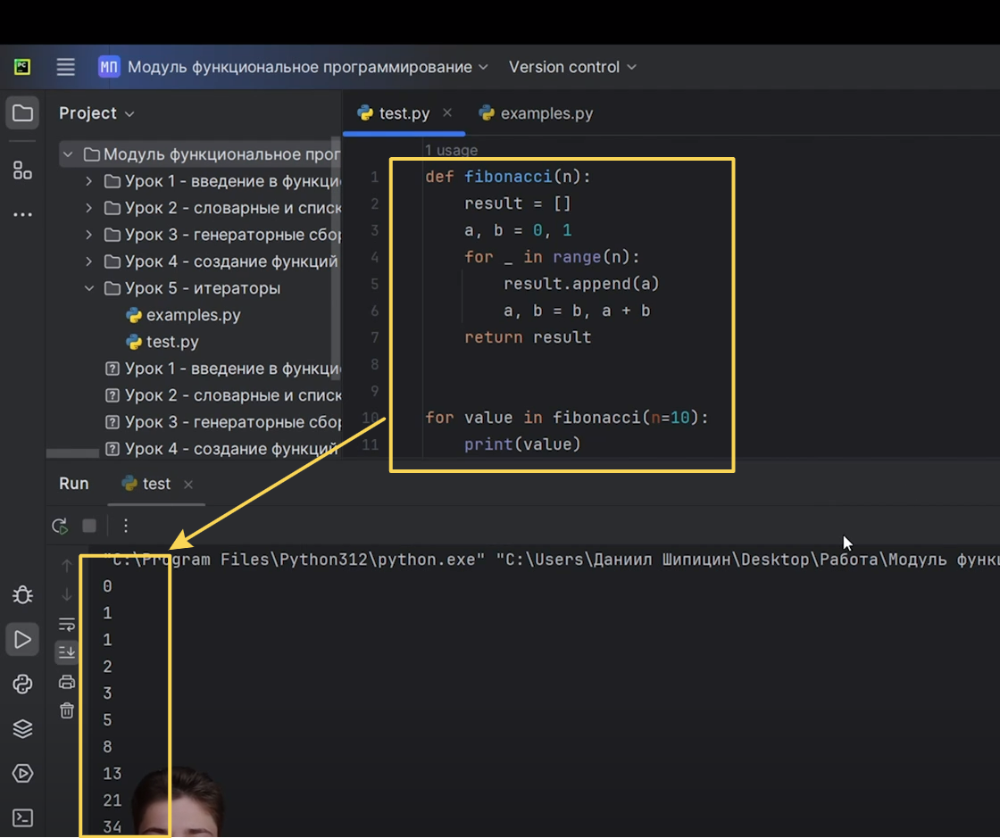 PC
МП Модуль функциональное программирование Version control
Project
test.py
examples.py
Модуль функциональное прог
Урок 1 - введение в функци
Урок 2 - словарные и списк
Урок 3 - генераторные сбор
Урок 4 - создание функций
Урок 5 - итераторы
examples.py
test.py
Урок 1 - введение в функци
Урок 2 - словарные и списк
Урок 3 - генераторные сбор
Урок 4 - создание функций
1 usage
1 def fibonacci(n):
2 result = []
3 a, b = 0, 1
4 for _ in range(n):
5 result.append(a)
6 a, b = b, a + b
7 return result
8
9
10 for value in fibonacci(n=10):
11 print(value)
Run test
"C:\Program Files\Python312\python.exe" "C:\Users\Даниил Шипицин\Desktop\Работа\Модуль функц
0
1
1
2
3
5
8
13
21
34